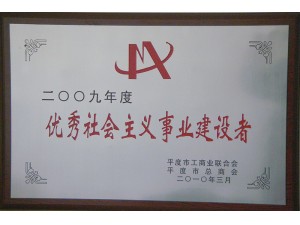 二〇〇九年度
优秀社会主义事业建设者
平度市工商业联合会
平度市总商会
二〇一〇年三月